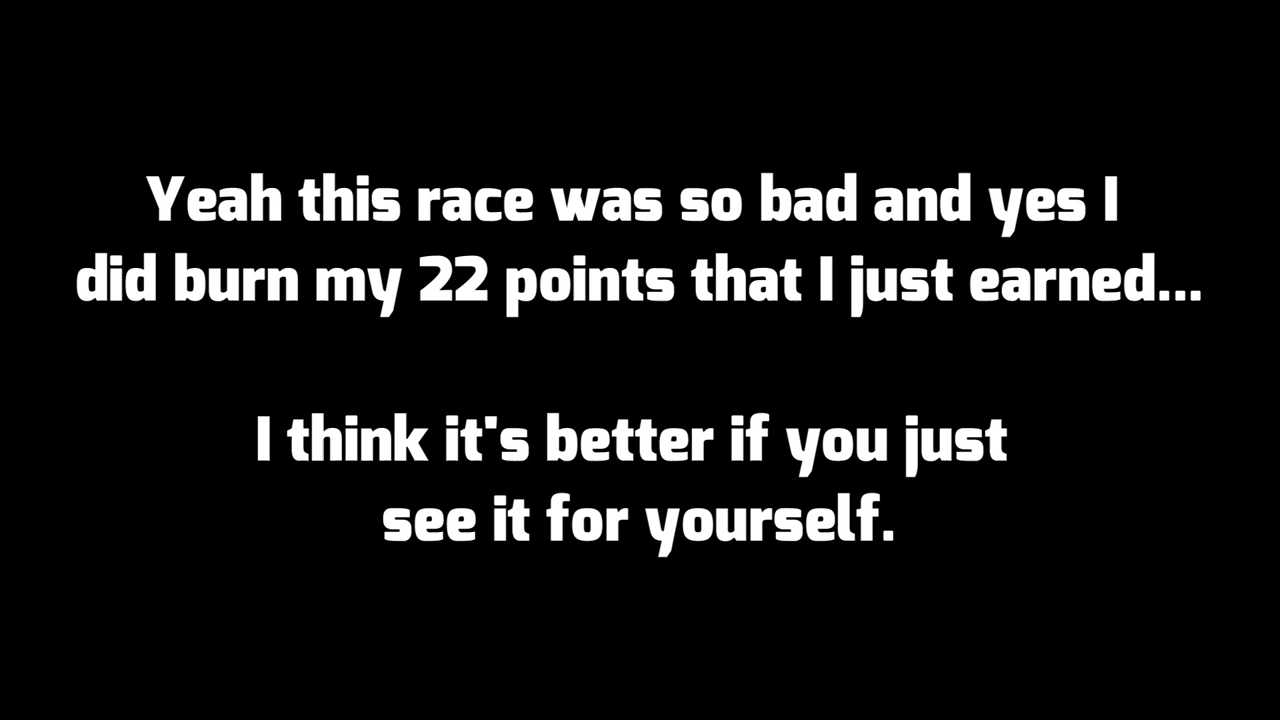 Yeah this race was so bad and yes I
did burn my 22 points that I just earned...
I think it's better if you just
see it for yourself.